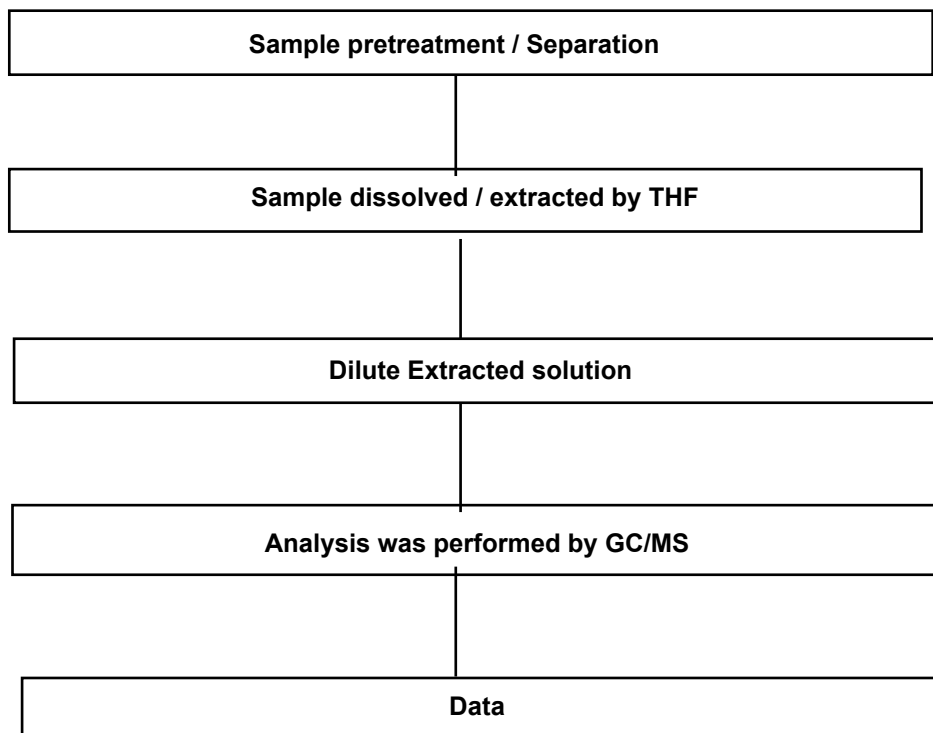 Sample pretreatment / Separation
Sample dissolved / extracted by THF
Dilute Extracted solution
Analysis was performed by GC/MS
Data